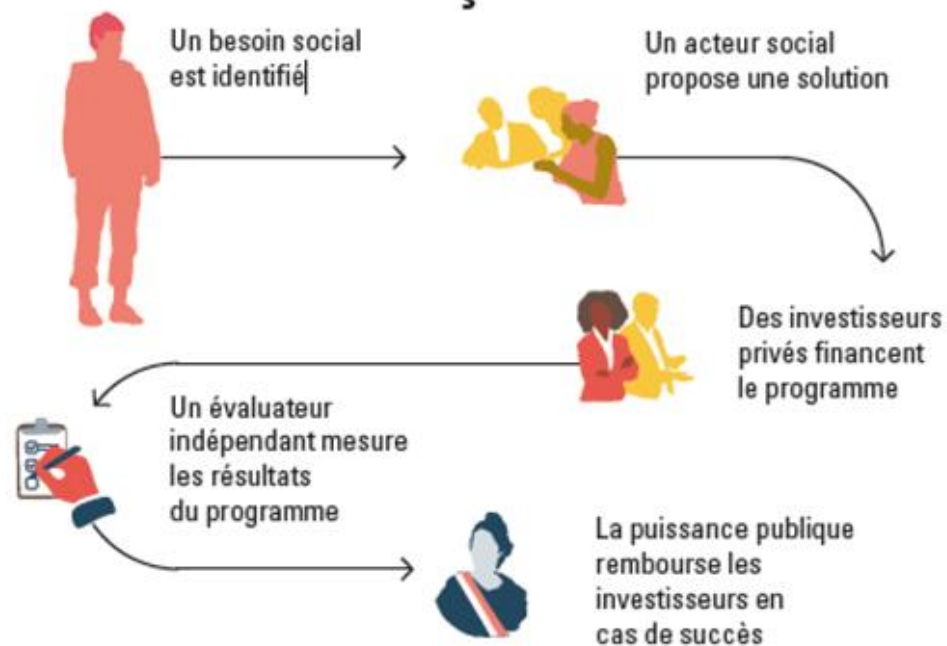 Un besoin social
est identifié
Un acteur social
propose une solution
Des investisseurs
privés financent
le programme
Un évaluateur
indépendant mesure
les résultats
du programme
La puissance publique
rembourse les
investisseurs en
cas de succès